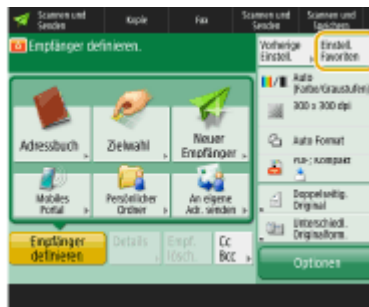 Scannen und
Senden
Kopie
Fax
Scannen und
Senden
Scannen und
Speichern
Empfänger definieren.
Vorherige
Einstell.
Einstell.
Favoriten
Auto
(Farbe/Graustufen)
300 x 300 dpi
Auto Format
PDF; Kompakt
Doppelseitig.
Original
Unterschiedl.
Originalform.
Optionen
Adressbuch
Zielwahl
Neuer
Empfänger
Mobiles
Portal
Persönlicher
Ordner
An eigene
Adr. senden
Empfänger
definieren
Details
Empf.
lösch.
Cc
Bcc